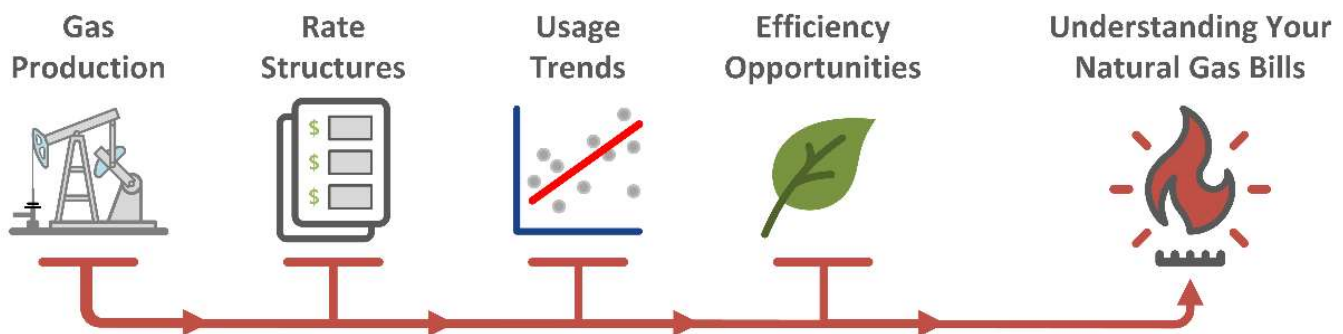 Gas
Production
Rate
Structures
Usage
Trends
Efficiency
Opportunities
Understanding Your
Natural Gas Bills
$
$
$